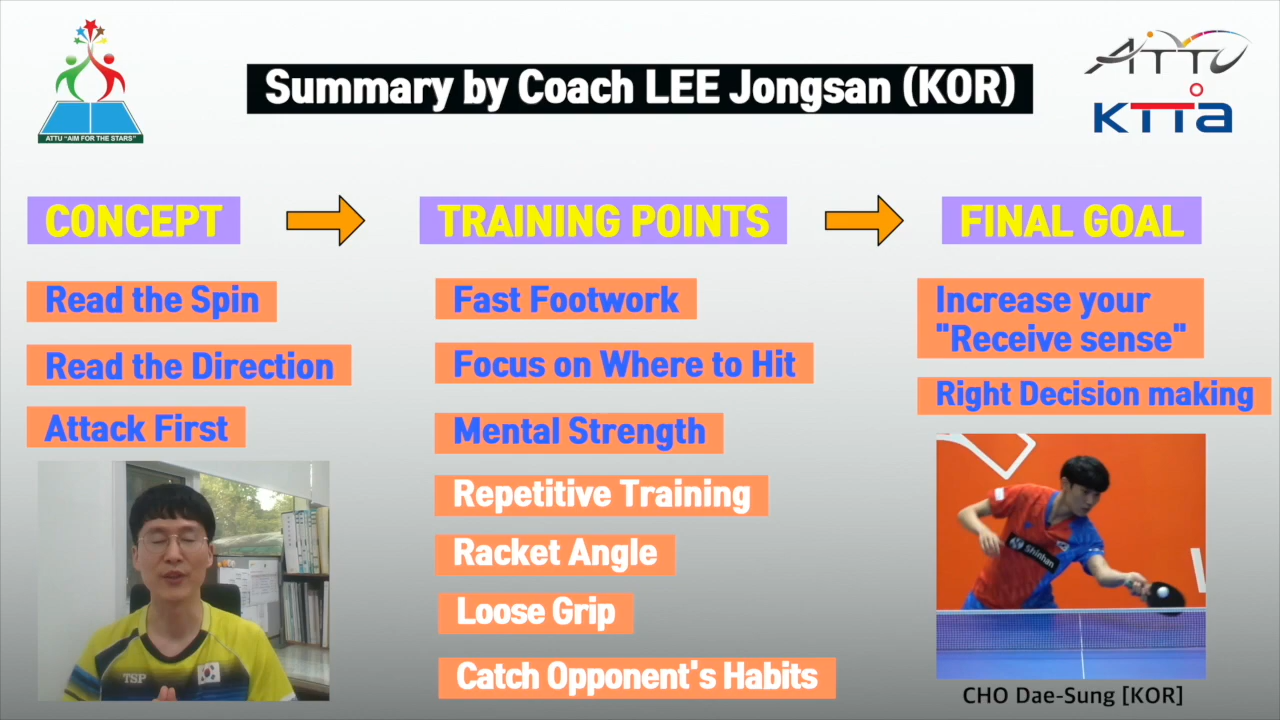 ATTU "AIM FOR THE STARS"
Summary by Coach LEE Jongsan (KOR)
ATTU
KTTa
CONCEPT
TRAINING POINTS
FINAL GOAL
Read the Spin
Read the Direction
Attack First
Fast Footwork
Focus on Where to Hit
Mental Strength
Repetitive Training
Racket Angle
Loose Grip
Catch Opponent's Habits
Increase your
"Receive sense"
Right Decision making
TSP
Shinhan
CHO Dae-Sung [KOR]